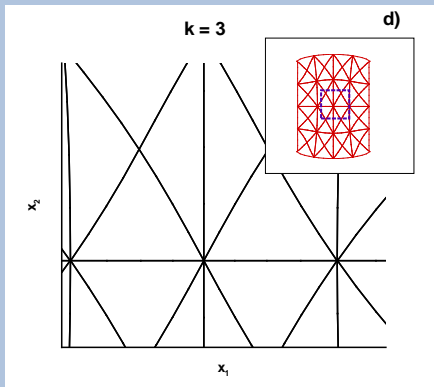 d)
k = 3
x₂
x₁